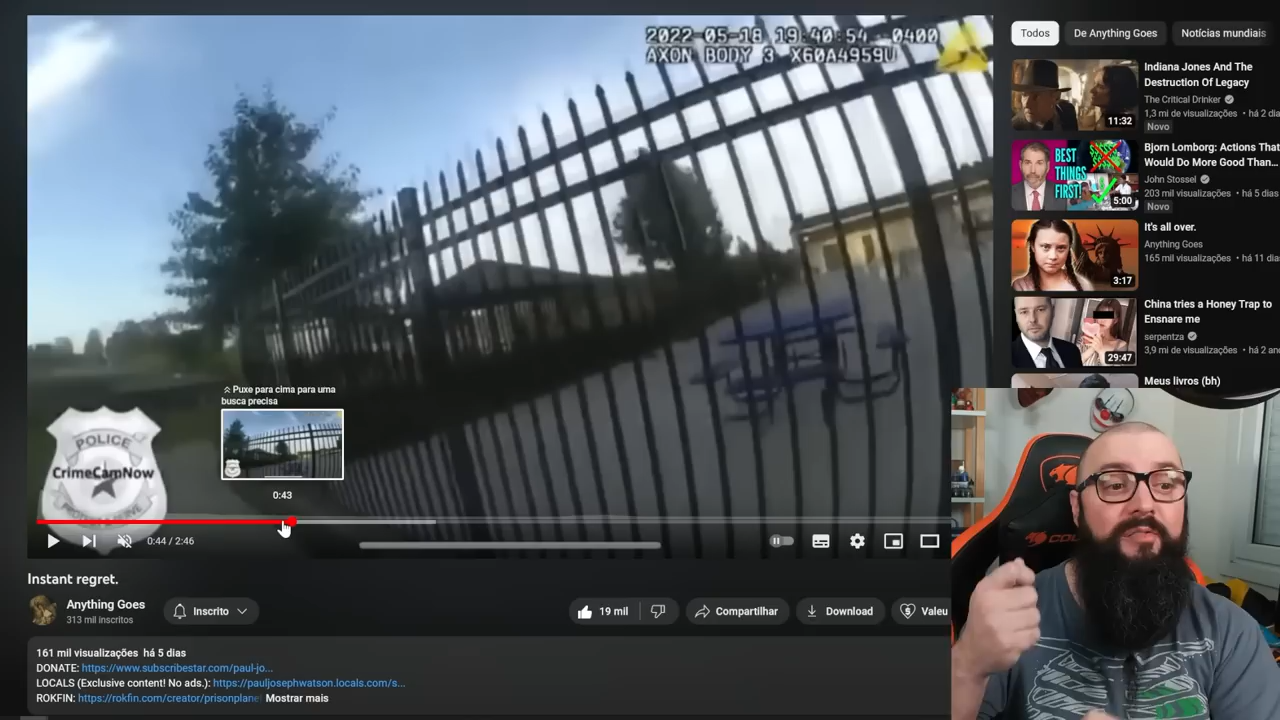 2022-05-18 19:40:54 -0400
AXON BODY 3 X60A4959U
POLICE
CrimeCamNow
Puxe para cima para uma
busca precisa
0:43
0:44 / 2:46
Instant regret.
Anything Goes
313 mil inscritos
Inscrito
19 mil
Compartilhar
Download
Valeu
161 mil visualizações há 5 dias
DONATE: https://www.subscribestar.com/paul-jo...
LOCALS (Exclusive content! No ads.): https://pauljosephwatson.locals.com/s...
ROKFIN: https://rokfin.com/creator/prisonplane
Mostrar mais
Todos
De Anything Goes
Notícias mundiais
11:32
Indiana Jones And The
Destruction Of Legacy
The Critical Drinker
1,3 mi de visualizações • há 2 dia
Novo
BEST
THINGS
FIRST!
5:00
Bjorn Lomborg: Actions That
Would Do More Good Than...
John Stossel
203 mil visualizações • há 5 dias
Novo
3:17
It's all over.
Anything Goes
165 mil visualizações • há 11 dia
29:47
China tries a Honey Trap to
Ensnare me
serpentza
3,9 mi de visualizações • há 2 an
Meus livros (bh)